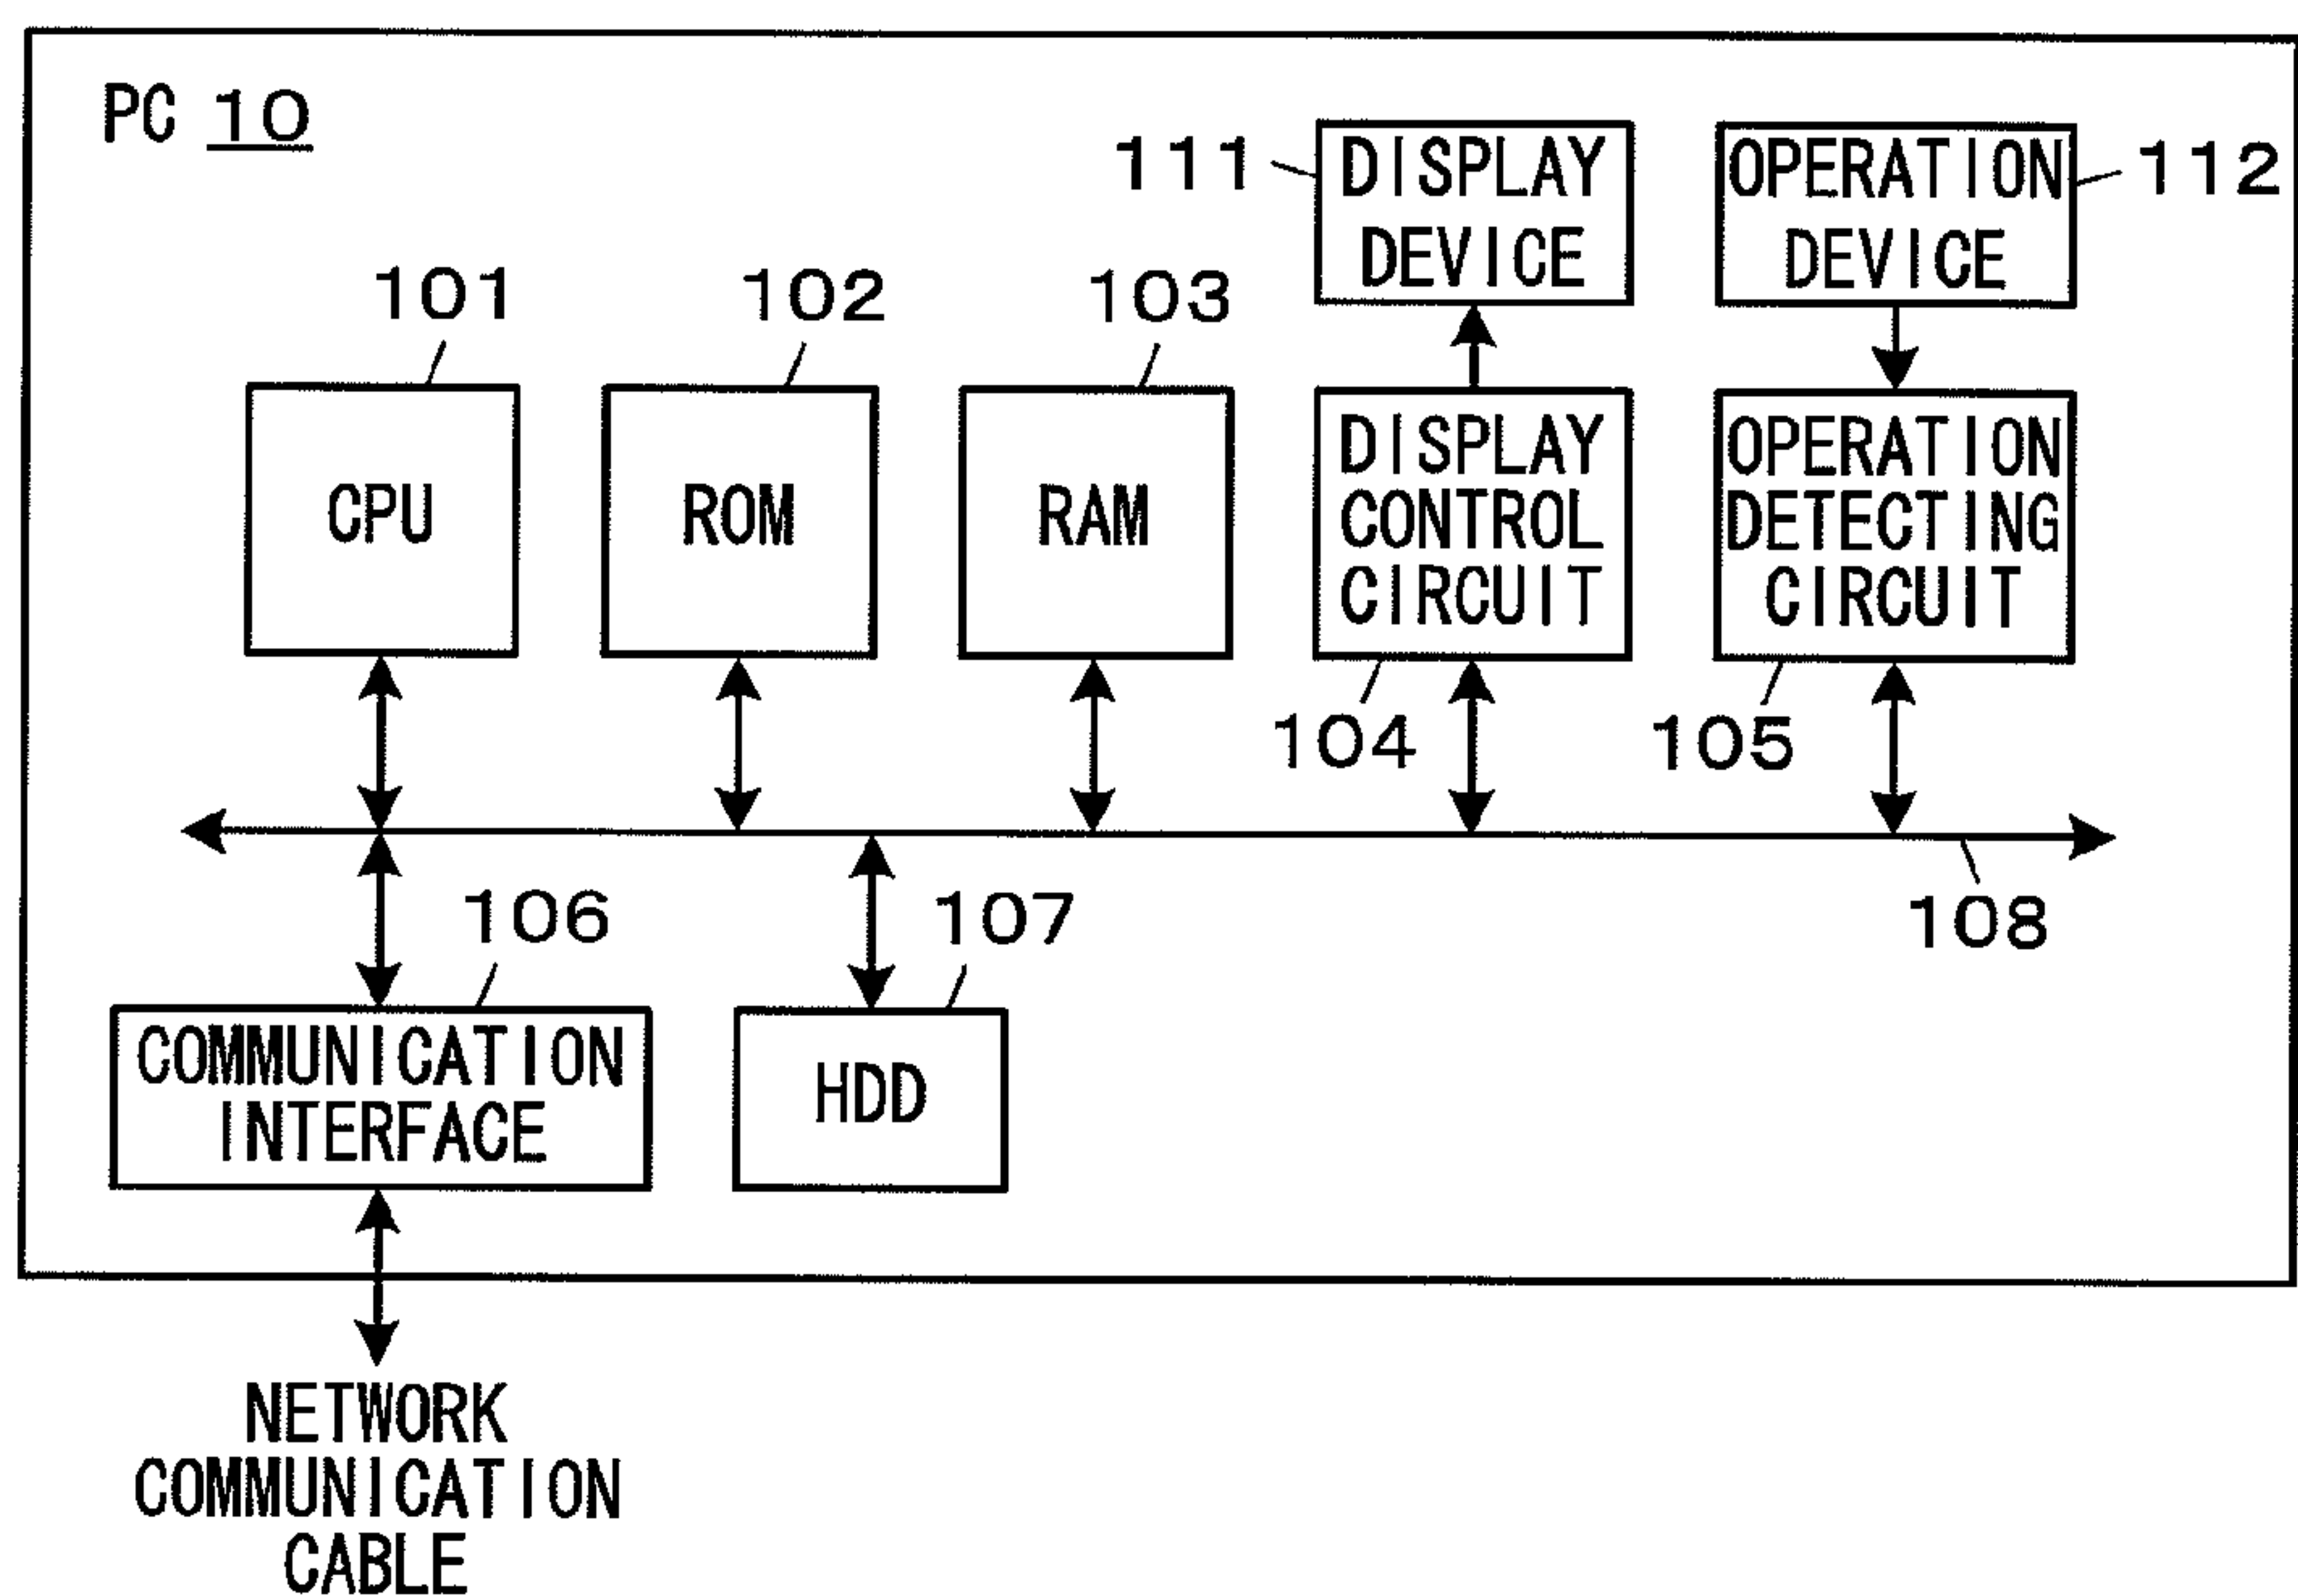 PC 10
111
DISPLAY
DEVICE
OPERATION
DEVICE
112
101
102
103
CPU
ROM
RAM
DISPLAY
CONTROL
CIRCUIT
OPERATION
DETECTING
CIRCUIT
104
105
106
107
108
COMMUNICATION
INTERFACE
HDD
NETWORK
COMMUNICATION
CABLE